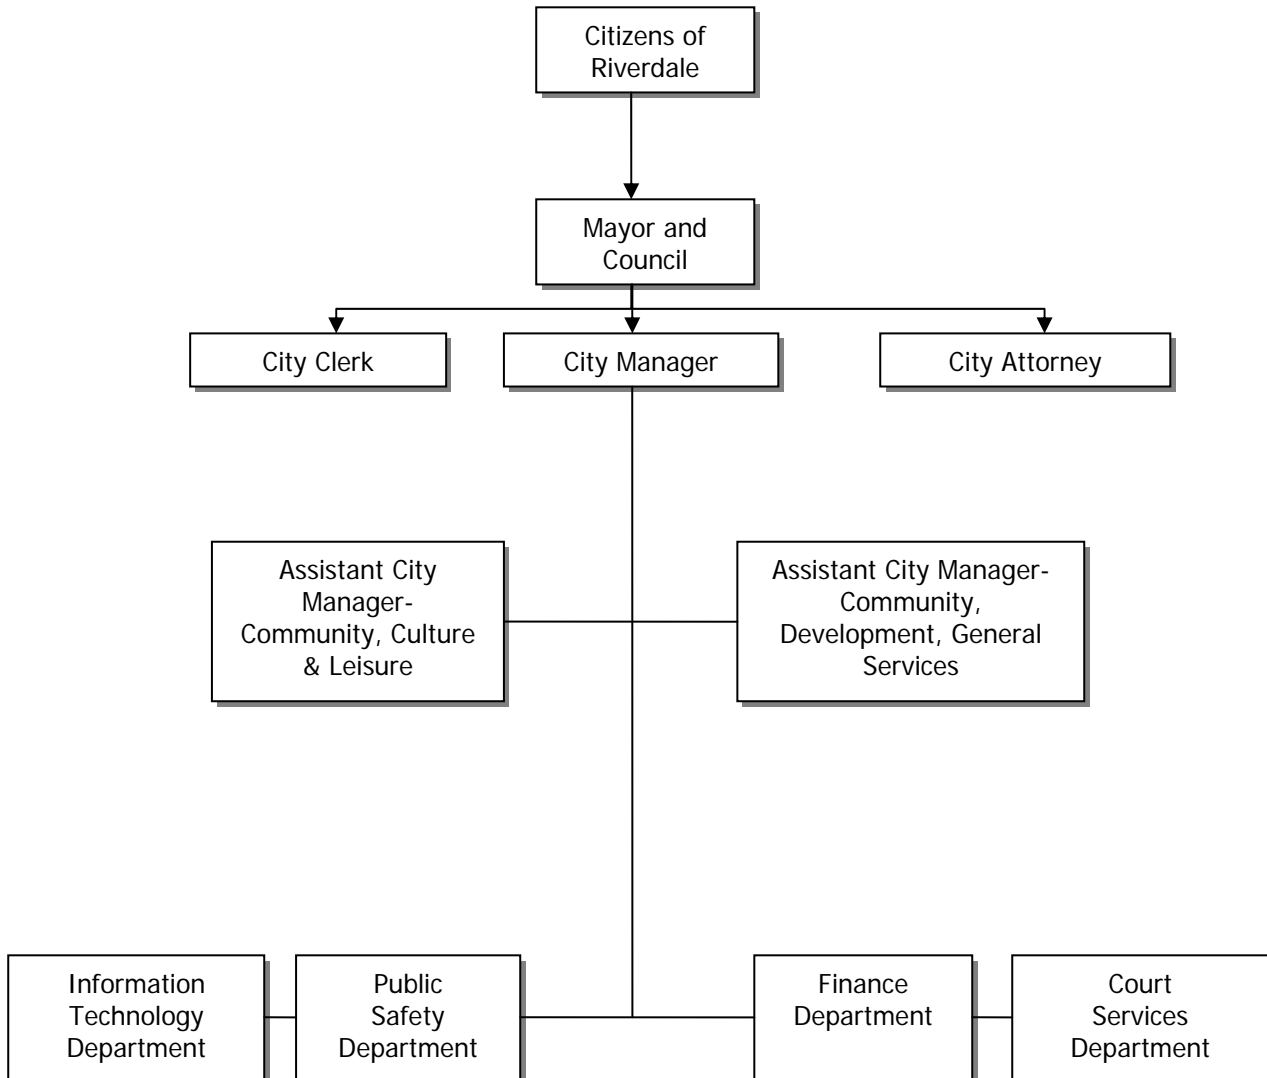 Citizens of
Riverdale
Mayor and
Council
City Clerk
City Manager
City Attorney
Assistant City
Manager-
Community, Culture
& Leisure
Assistant City Manager-
Community,
Development, General
Services
Information
Technology
Department
Public
Safety
Department
Finance
Department
Court
Services
Department